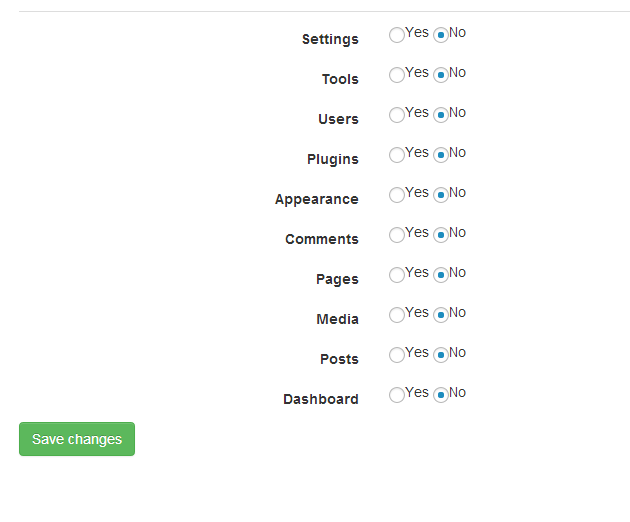 Settings Yes No
Tools Yes No
Users Yes No
Plugins Yes No
Appearance Yes No
Comments Yes No
Pages Yes No
Media Yes No
Posts Yes No
Dashboard Yes No
Save changes